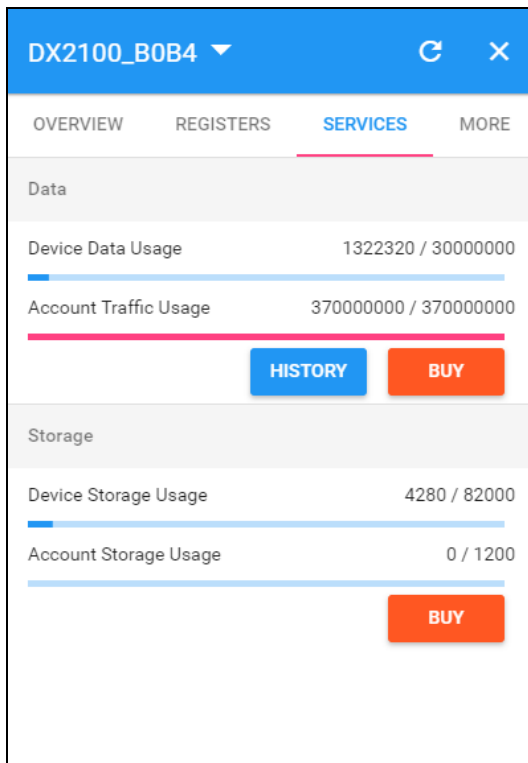 DX2100_B0B4
OVERVIEW REGISTERS SERVICES MORE
Data
Device Data Usage 1322320 / 30000000
Account Traffic Usage 370000000 / 370000000
HISTORY BUY
Storage
Device Storage Usage 4280 / 82000
Account Storage Usage 0 / 1200
BUY